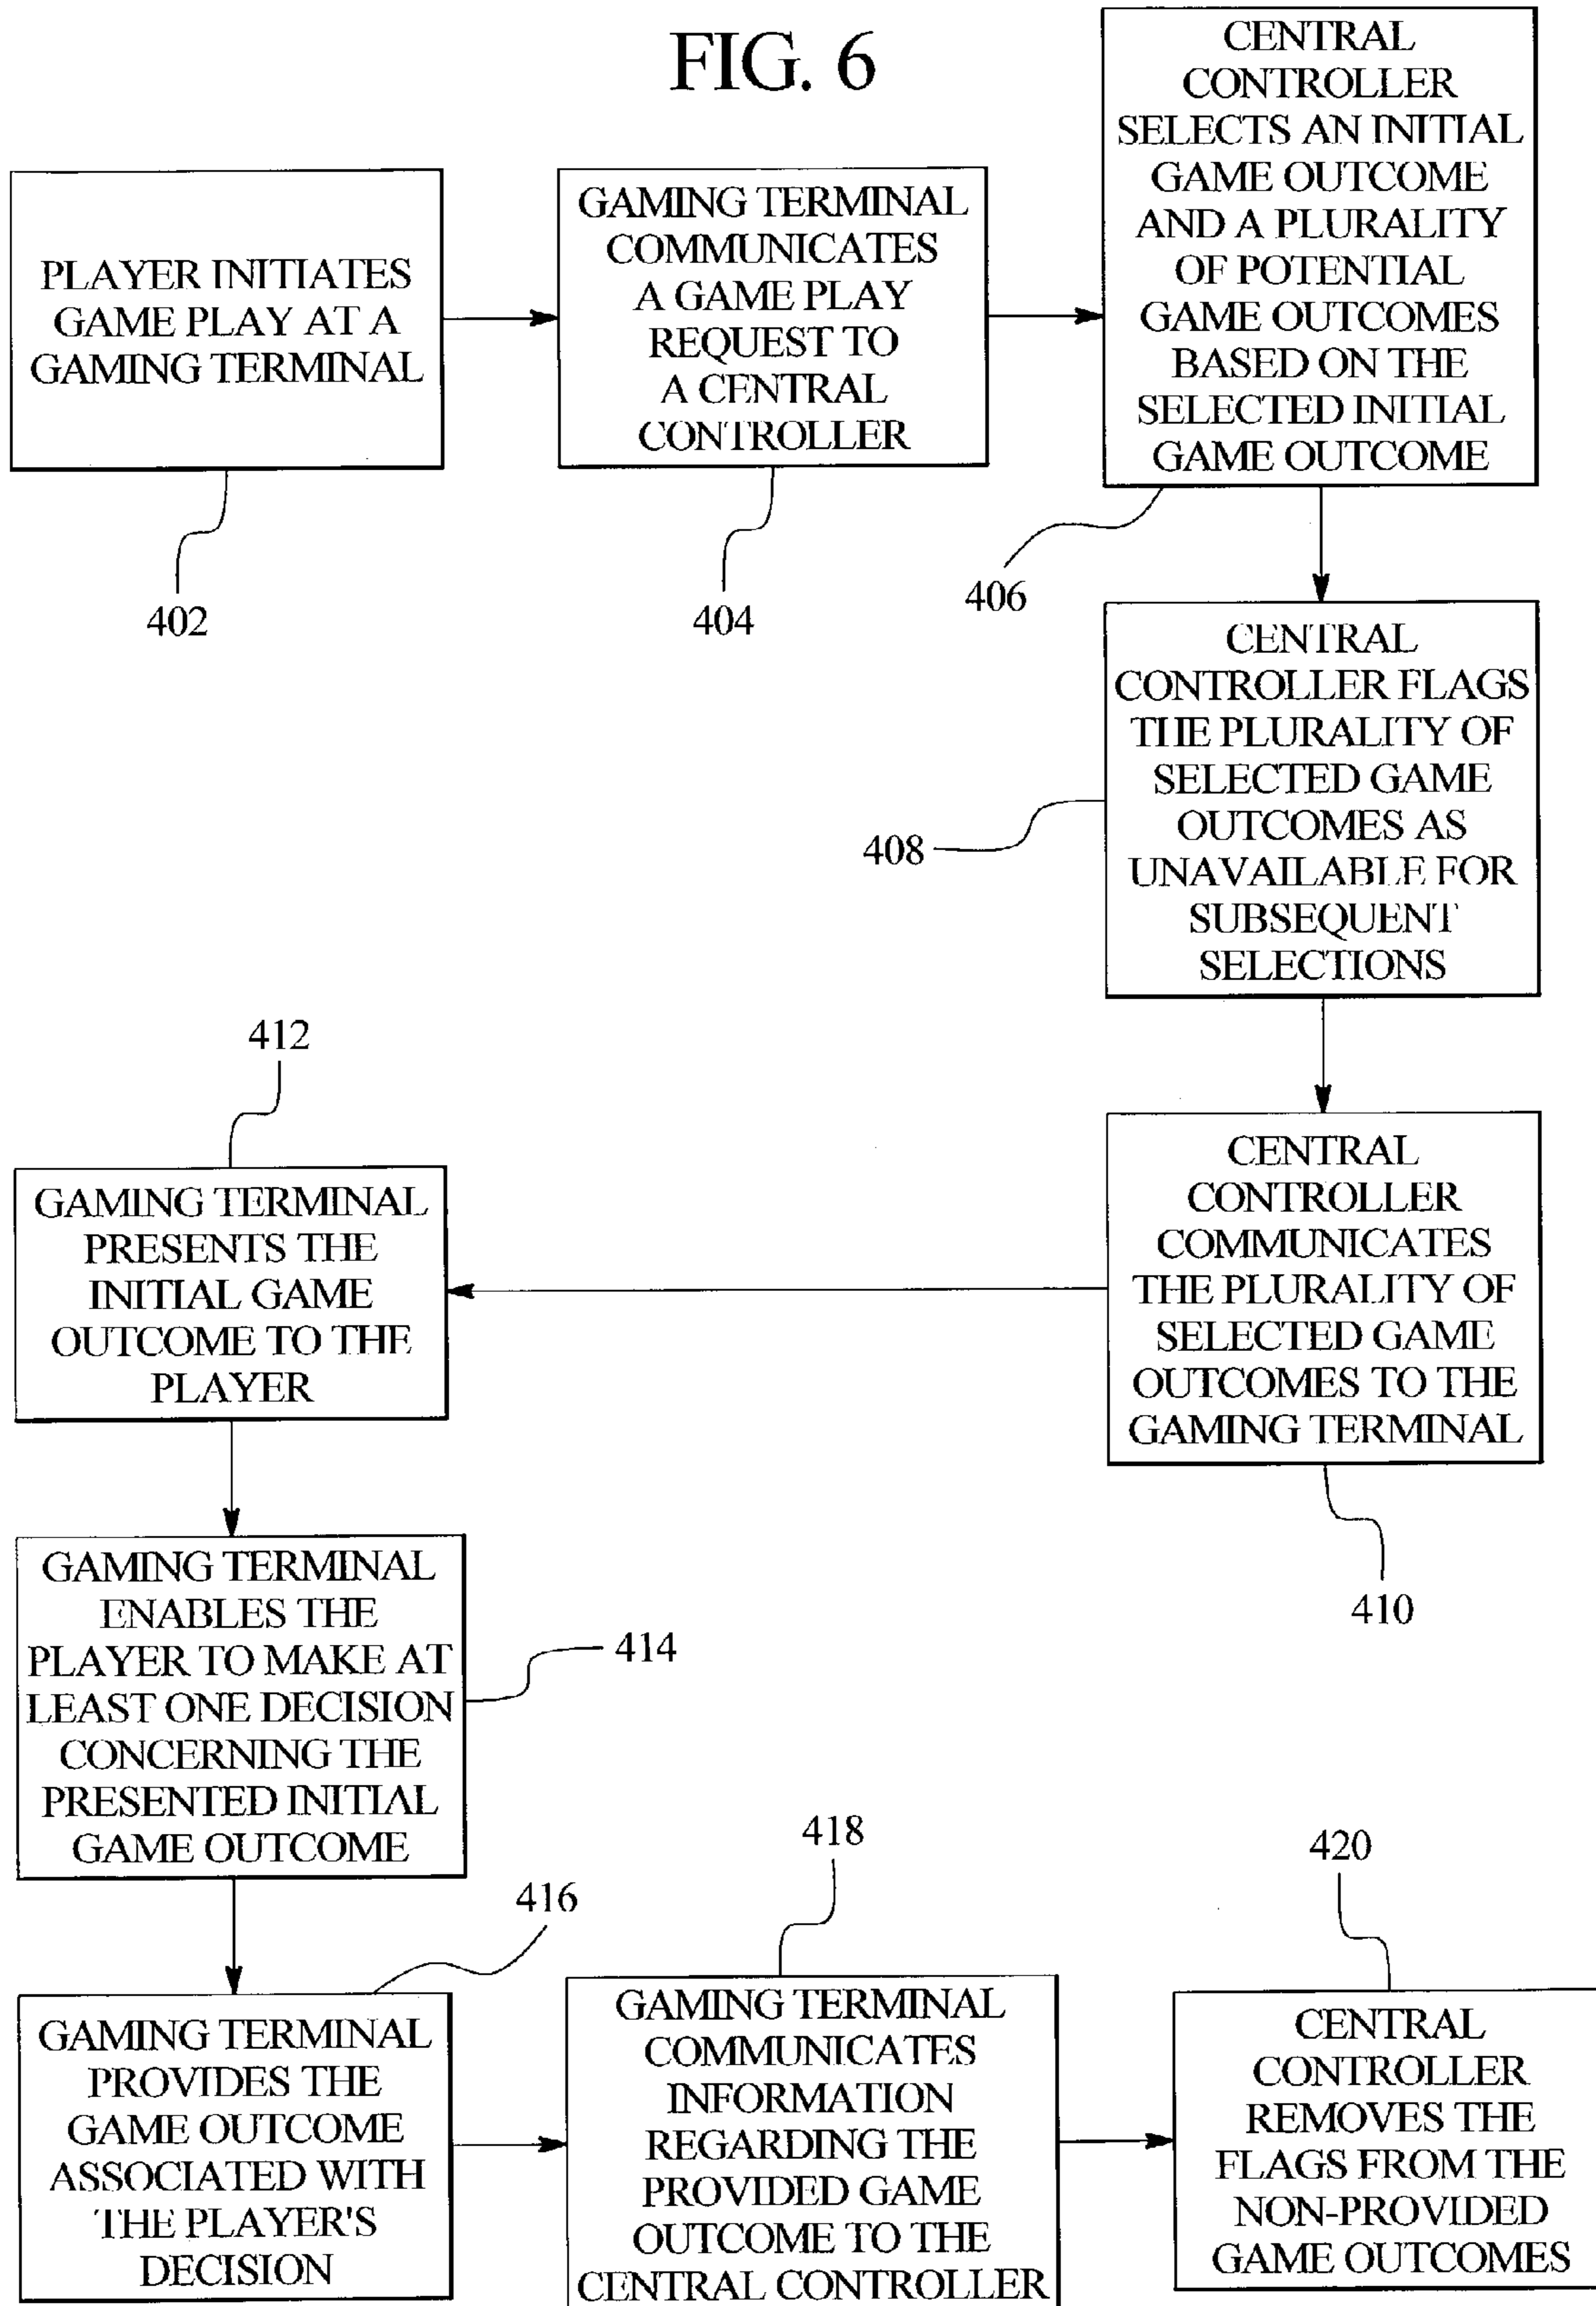 FIG. 6
PLAYER INITIATES
GAME PLAY AT A
GAMING TERMINAL
402
GAMING TERMINAL
COMMUNICATES
A GAME PLAY
REQUEST TO
A CENTRAL
CONTROLLER
404
CENTRAL
CONTROLLER
SELECTS AN INITIAL
GAME OUTCOME
AND A PLURALITY
OF POTENTIAL
GAME OUTCOMES
BASED ON THE
SELECTED INITIAL
GAME OUTCOME
406
CENTRAL
CONTROLLER FLAGS
THE PLURALITY OF
SELECTED GAME
OUTCOMES AS
UNAVAILABLE FOR
SUBSEQUENT
SELECTIONS
408
CENTRAL
CONTROLLER
COMMUNICATES
THE PLURALITY OF
SELECTED GAME
OUTCOMES TO THE
GAMING TERMINAL
410
412
GAMING TERMINAL
PRESENTS THE
INITIAL GAME
OUTCOME TO THE
PLAYER
GAMING TERMINAL
ENABLES THE
PLAYER TO MAKE AT
LEAST ONE DECISION
CONCERNING THE
PRESENTED INITIAL
GAME OUTCOME
414
416
GAMING TERMINAL
PROVIDES THE
GAME OUTCOME
ASSOCIATED WITH
THE PLAYER'S
DECISION
418
GAMING TERMINAL
COMMUNICATES
INFORMATION
REGARDING THE
PROVIDED GAME
OUTCOME TO THE
CENTRAL CONTROLLER
420
CENTRAL
CONTROLLER
REMOVES THE
FLAGS FROM THE
NON-PROVIDED
GAME OUTCOMES